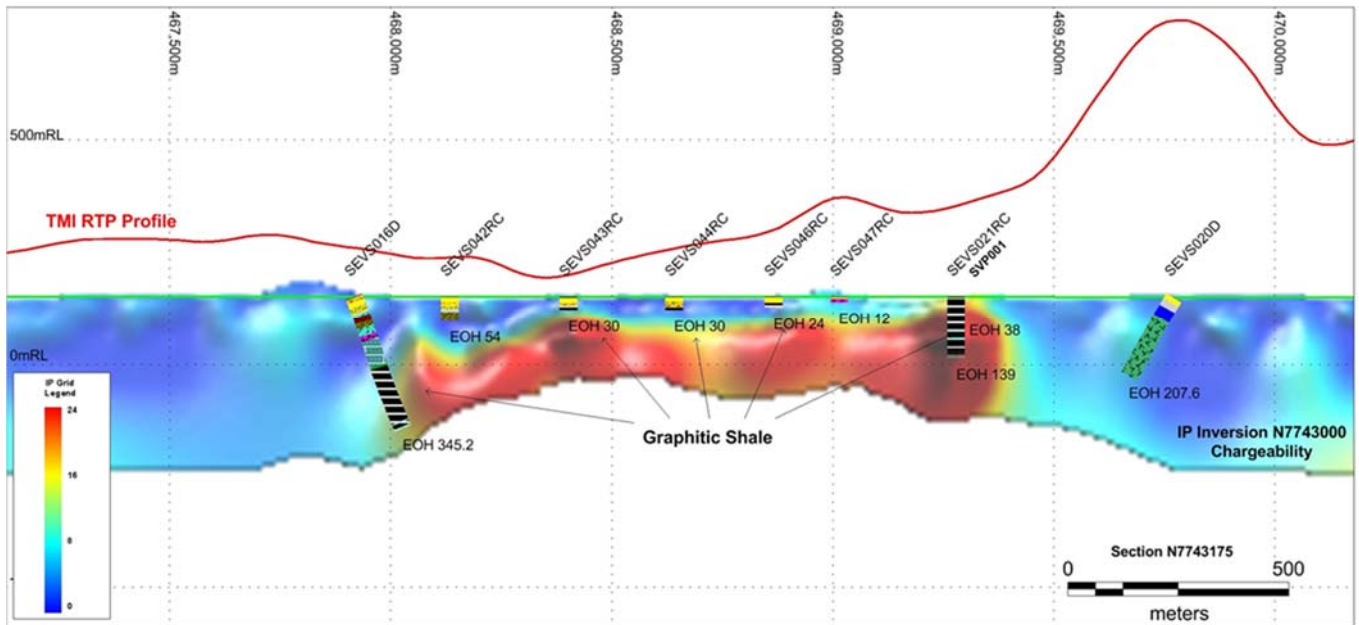 467,500m
468,000m
468,500m
469,000m
469,500m
470,000m
500mRL
TMI RTP Profile
SEVS016D
SEVS042RC
SEVS043RC
SEVS044RC
SEVS046RC
SEVS047RC
SEVS021RC
SVP001
SEVS020D
EOH 54
EOH 30
EOH 30
EOH 24
EOH 12
EOH 38
0mRL
EOH 139
EOH 207.6
IP Grid
Legend
24
16
8
0
Graphitic Shale
EOH 345.2
IP Inversion N7743000
Chargeability
Section N7743175
0 500
meters